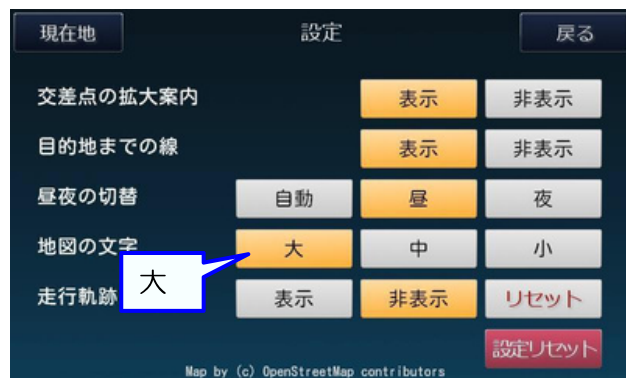 現在地 設定 戻る
交差点の拡大案内 表示 非表示
目的地までの線 表示 非表示
昼夜の切替 自動 昼 夜
地図の文字 大 中 小
大
走行軌跡 表示 非表示 リセット
設定リセット
Map by (c) OpenStreetMap contributors